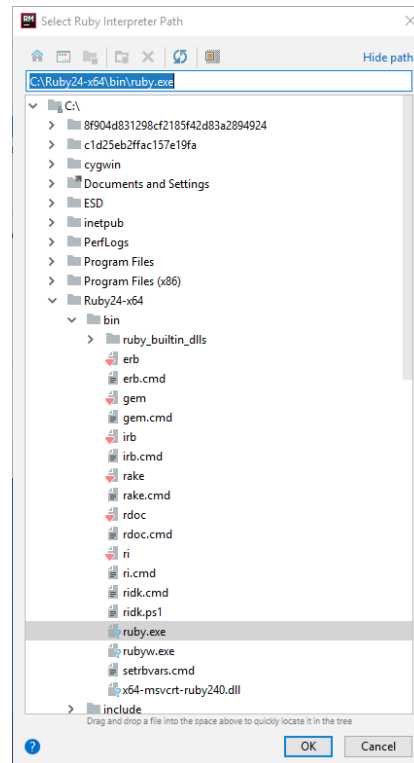 RM Select Ruby Interpreter Path
Hide path
C:\Ruby24-x64\bin\ruby.exe
C:\
8f904d831298cf2185f42d83a2894924
c1d25eb2ffac157e19fa
cygwin
Documents and Settings
ESD
inetpub
PerfLogs
Program Files
Program Files (x86)
Ruby24-x64
bin
ruby_builtin_dlls
erb
erb.cmd
gem
gem.cmd
irb
irb.cmd
rake
rake.cmd
rdoc
rdoc.cmd
ri
ri.cmd
ridk.cmd
ridk.ps1
ruby.exe
rubyw.exe
setrbvars.cmd
x64-msvcrt-ruby240.dll
include
Drag and drop a file into the space above to quickly locate it in the tree
? OK Cancel